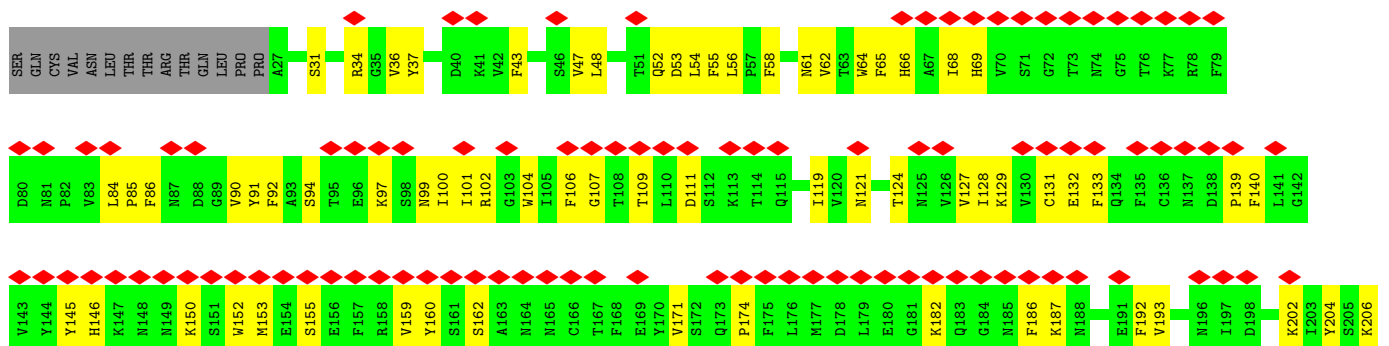 SER GLN CYS VAL ASN LEU THR THR ARG THR GLN LEU PRO PRO A27 S31 R34 G35 V36 Y37 D40 K41 V42 F43 S46 V47 L48 T51 Q52 D53 L54 F55 L56 P57 F58 N61 V62 T63 W64 F65 H66 A67 I68 H69 V70 S71 G72 T73 N74 G75 T76 K77 R78 F79
D80 N81 P82 V83 L84 P85 F86 N87 D88 G89 V90 Y91 F92 A93 S94 T95 E96 K97 S98 N99 I100 I101 R102 G103 W104 I105 F106 G107 T108 T109 L110 D111 S112 K113 T114 Q115 I119 V120 N121 T124 N125 V126 V127 I128 K129 V130 C131 E132 F133 Q134 F135 C136 N137 D138 P139 F140 L141 G142
V143 Y144 Y145 H146 K147 N148 N149 K150 S151 W152 M153 E154 S155 E156 F157 R158 V159 Y160 S161 S162 A163 N164 N165 C166 T167 F168 E169 Y170 V171 S172 Q173 P174 F175 L176 M177 D178 L179 E180 G181 K182 Q183 G184 N185 F186 K187 N188 E191 F192 V193 N196 I197 D198 K202 I203 Y204 S205 K206